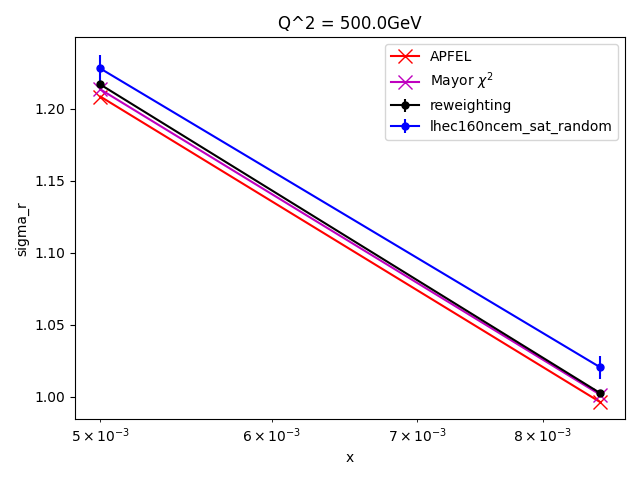 Q^2 = 500.0GeV
APFEL
Mayor χ²
reweighting
lhec160ncem_sat_random
1.20
1.15
1.10
1.05
1.00
sigma_r
5 × 10⁻³ 6 × 10⁻³ 7 × 10⁻³ 8 × 10⁻³
x